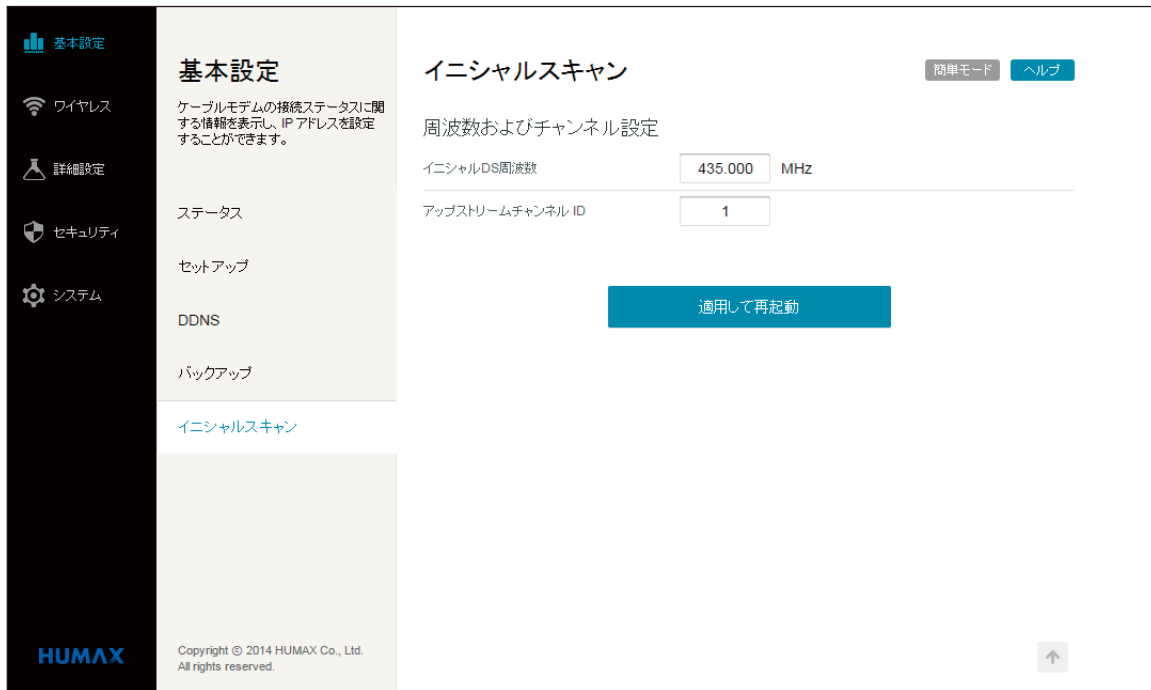 基本設定
ワイヤレス
詳細設定
セキュリティ
システム
HUMAX
基本設定
ケーブルモデムの接続ステータスに関
する情報を表示し、IP アドレスを設定
することができます。
ステータス
セットアップ
DDNS
バックアップ
イニシャルスキャン
Copyright © 2014 HUMAX Co., Ltd.
All rights reserved.
イニシャルスキャン
簡単モード ヘルプ
周波数およびチャンネル設定
イニシャルDS周波数 435.000 MHz
アップストリームチャンネル ID 1
適用して再起動